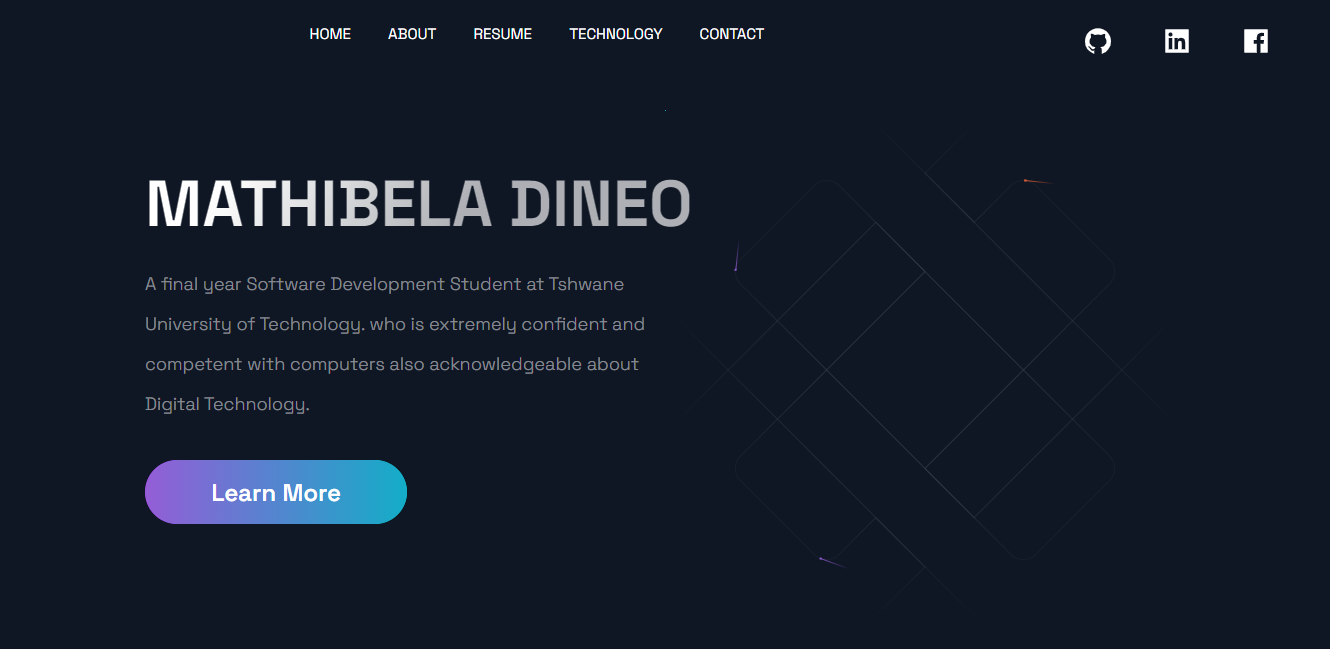 HOME ABOUT RESUME TECHNOLOGY CONTACT
MATHIBELA DINEO
A final year Software Development Student at Tshwane
University of Technology. who is extremely confident and
competent with computers also acknowledgeable about
Digital Technology.
Learn More